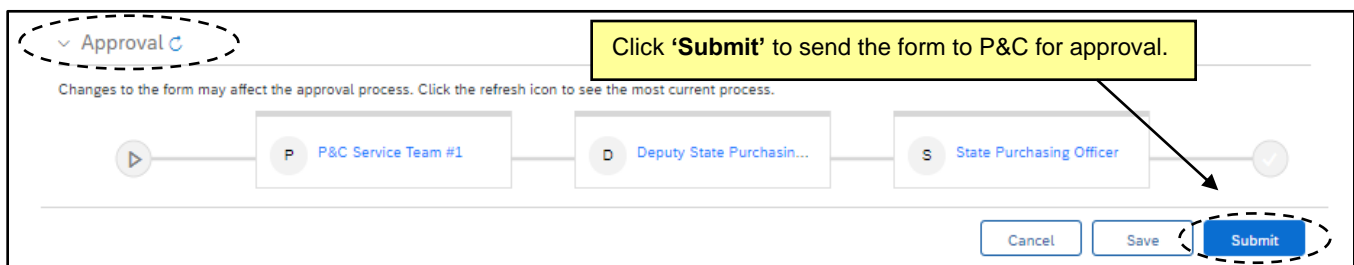 Approval
Click ‘Submit’ to send the form to P&C for approval.
Changes to the form may affect the approval process. Click the refresh icon to see the most current process.
P P&C Service Team #1
D Deputy State Purchasin...
S State Purchasing Officer
Cancel Save Submit